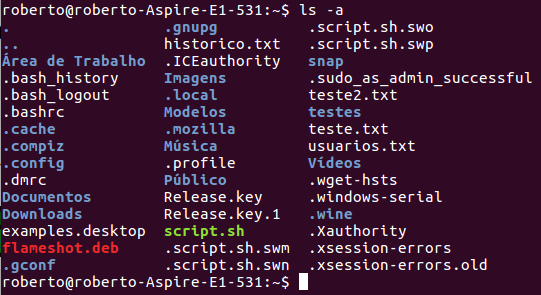 roberto@roberto-Aspire-E1-531:~$ ls -a
. .gnupg .script.sh.swo
.. historico.txt .script.sh.swp
Área de Trabalho .ICEauthority snap
.bash_history Imagens .sudo_as_admin_successful
.bash_logout .local teste2.txt
.bashrc Modelos testes
.cache .mozilla teste.txt
.compiz Música usuarios.txt
.config .profile Vídeos
.dmrc Público .wget-hsts
Documentos Release.key .windows-serial
Downloads Release.key.1 .wine
examples.desktop script.sh .Xauthority
flameshot.deb .script.sh.swm .xsession-errors
.gconf .script.sh.swn .xsession-errors.old
roberto@roberto-Aspire-E1-531:~$